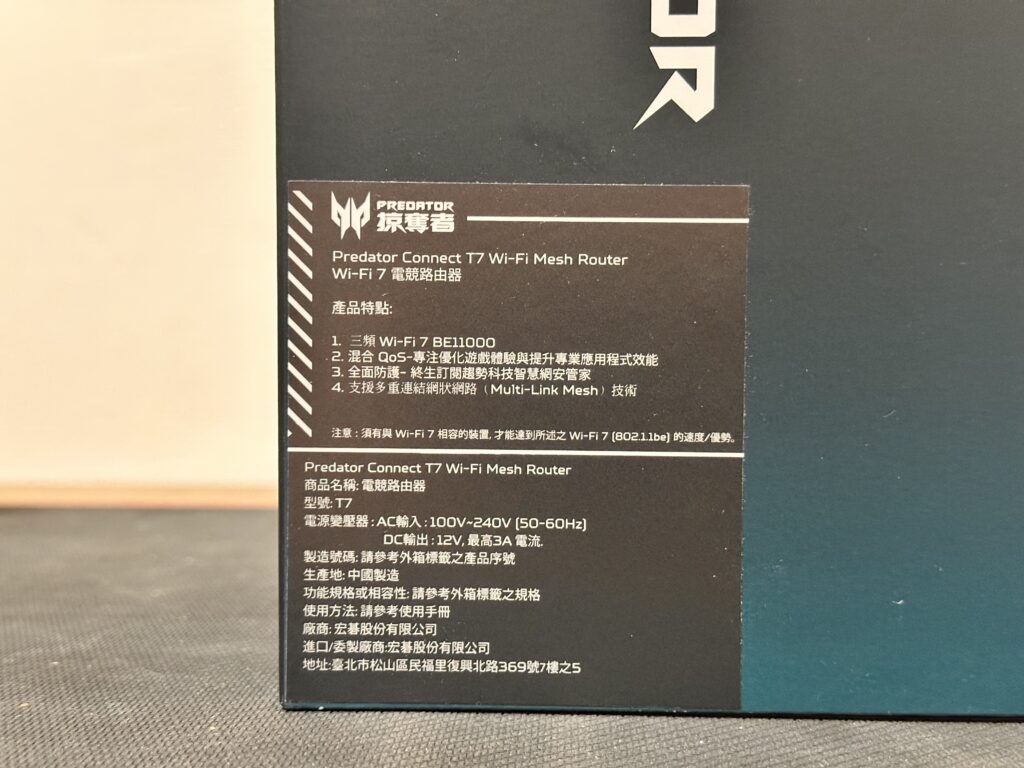 OR
PREDATOR
掠奪者
Predator Connect T7 Wi-Fi Mesh Router
Wi-Fi 7 電競路由器
產品特點:
1. 三頻 Wi-Fi 7 BE11000
2. 混合 QoS-專注優化遊戲體驗與提升專業應用程式效能
3. 全面防護- 終生訂閱趨勢科技智慧網安管家
4. 支援多重連結網狀網路（Multi-Link Mesh）技術
注意：須有與 Wi-Fi 7 相容的裝置, 才能達到所述之 Wi-Fi 7 (802.11be) 的速度/優勢。
Predator Connect T7 Wi-Fi Mesh Router
商品名稱: 電競路由器
型號: T7
電源變壓器 : AC輸入 : 100V~240V (50-60Hz)
DC輸出 : 12V, 最高3A 電流.
製造號碼: 請參考外箱標籤之產品序號
生產地: 中國製造
功能規格或相容性: 請參考外箱標籤之規格
使用方法: 請參考使用手冊
廠商: 宏碁股份有限公司
進口/委製廠商:宏碁股份有限公司
地址:臺北市松山區民福里復興北路369號7樓之5